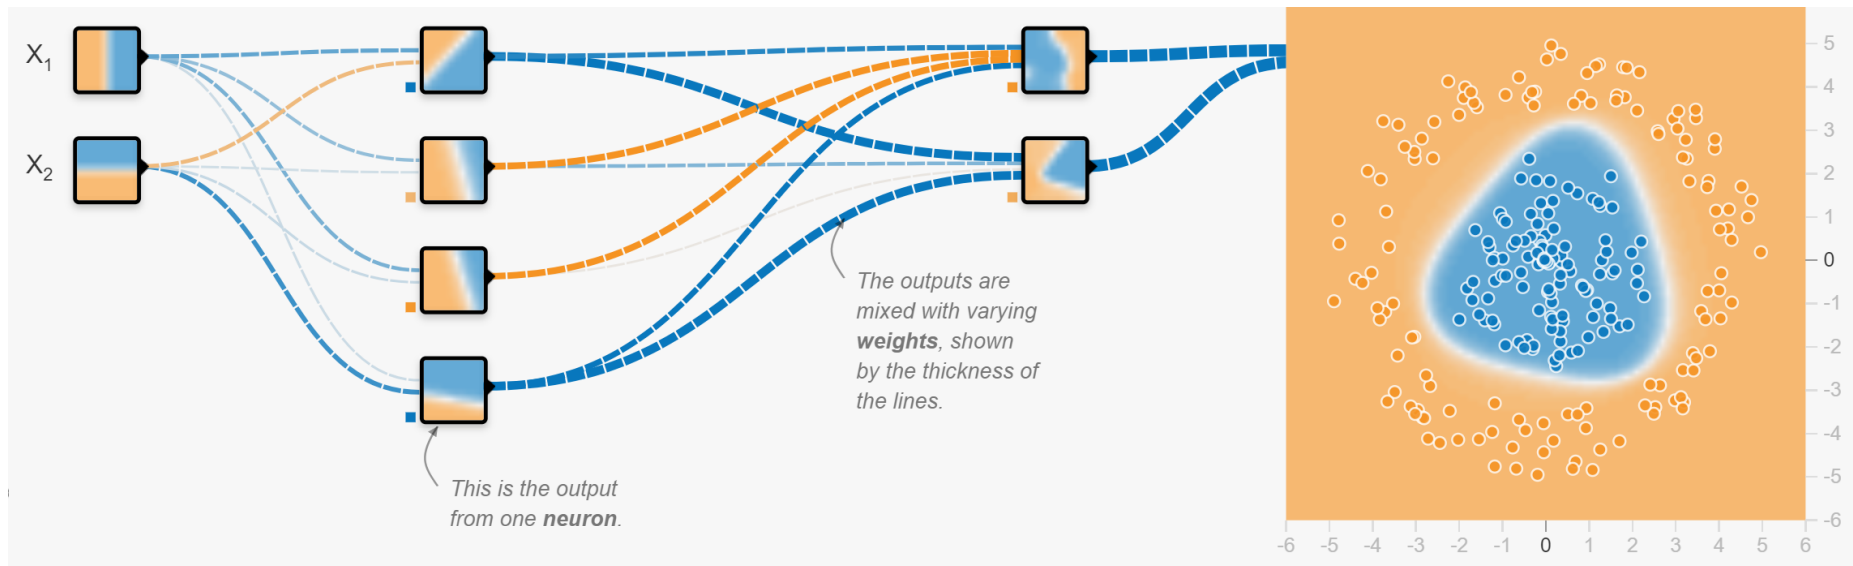 X1
X2
The outputs are
mixed with varying
weights, shown
by the thickness of
the lines.
This is the output
from one neuron.
5
4
3
2
1
0
-1
-2
-3
-4
-5
-6
-6 -5 -4 -3 -2 -1 0 1 2 3 4 5 6